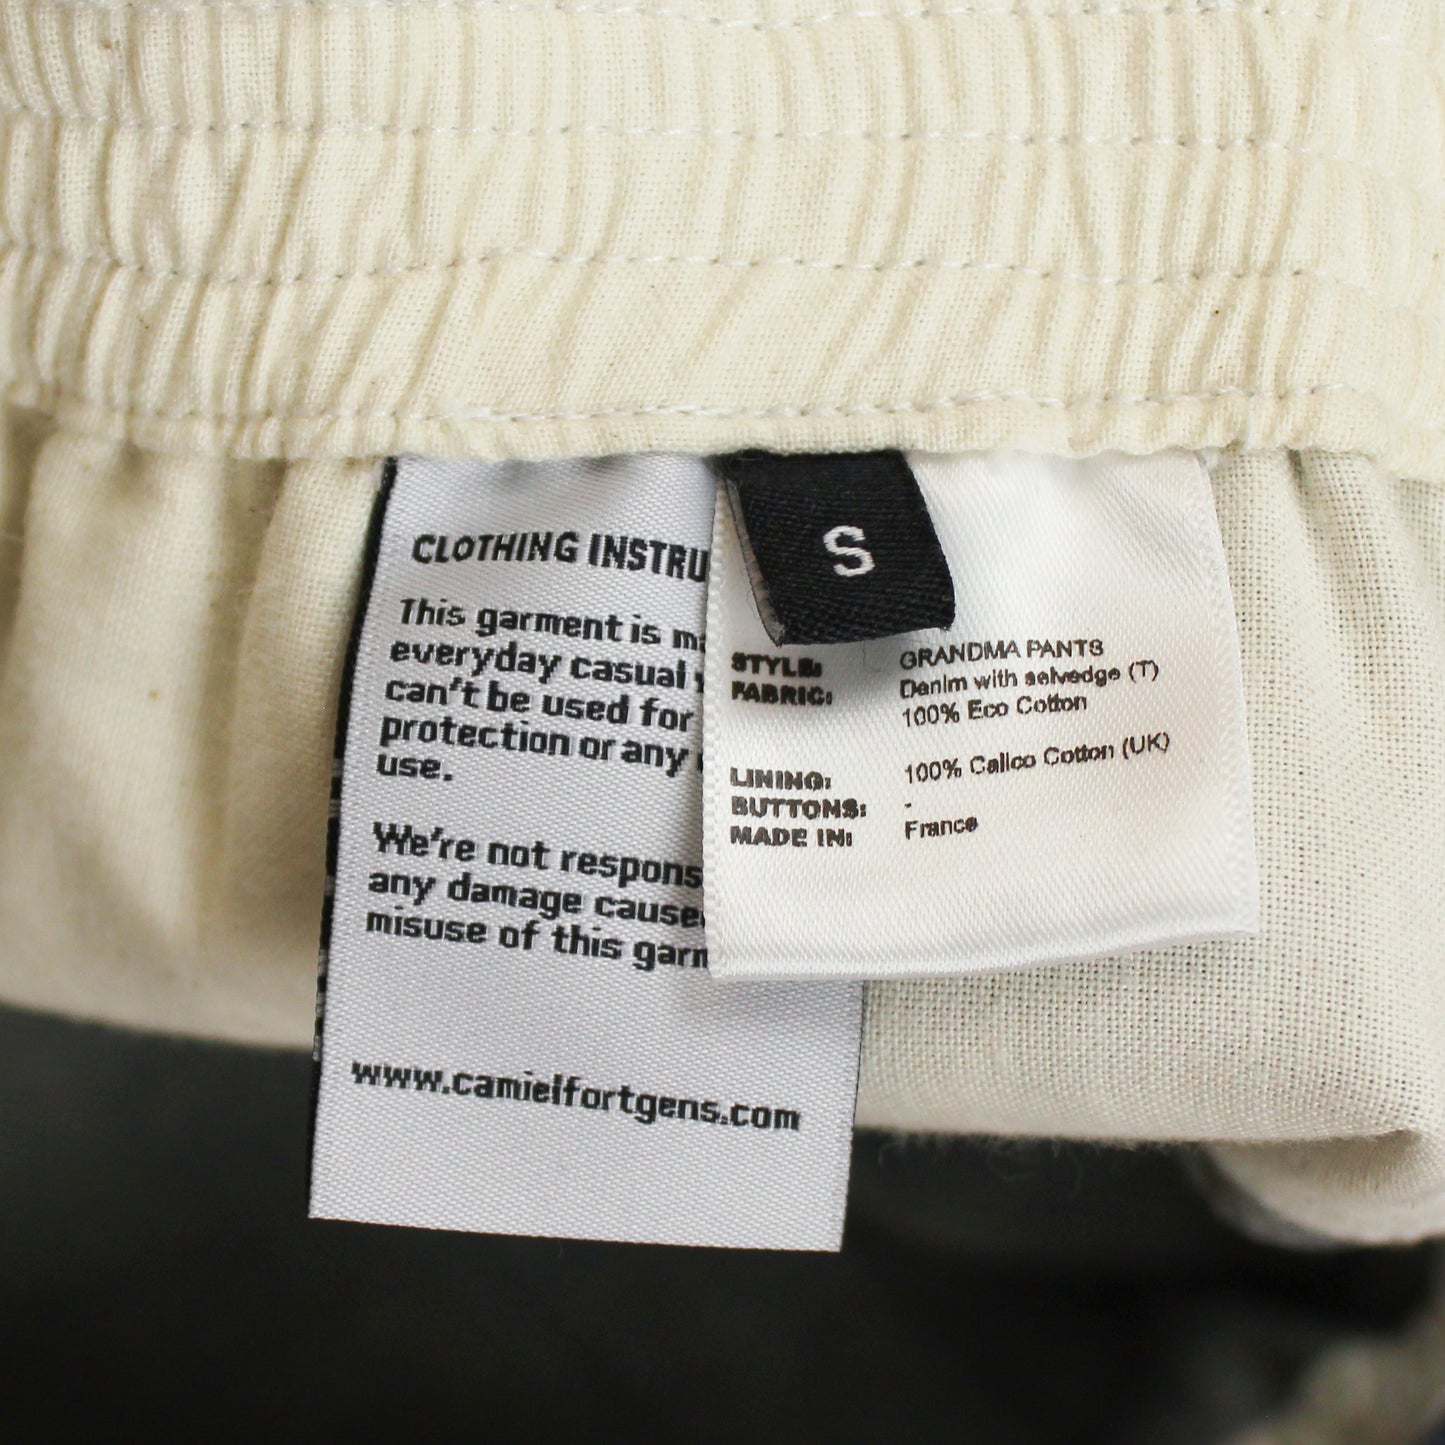 CLOTHING INSTRU
This garment is ma
everyday casual
can't be used for
protection or any
use.
We're not respons
any damage cause
misuse of this garm
www.camielfortgens.com
S
STYLE: GRANDMA PANTS
FABRIC: Denim with selvedge (T)
100% Eco Cotton
LINING: 100% Calico Cotton (UK)
BUTTONS: -
MADE IN: France